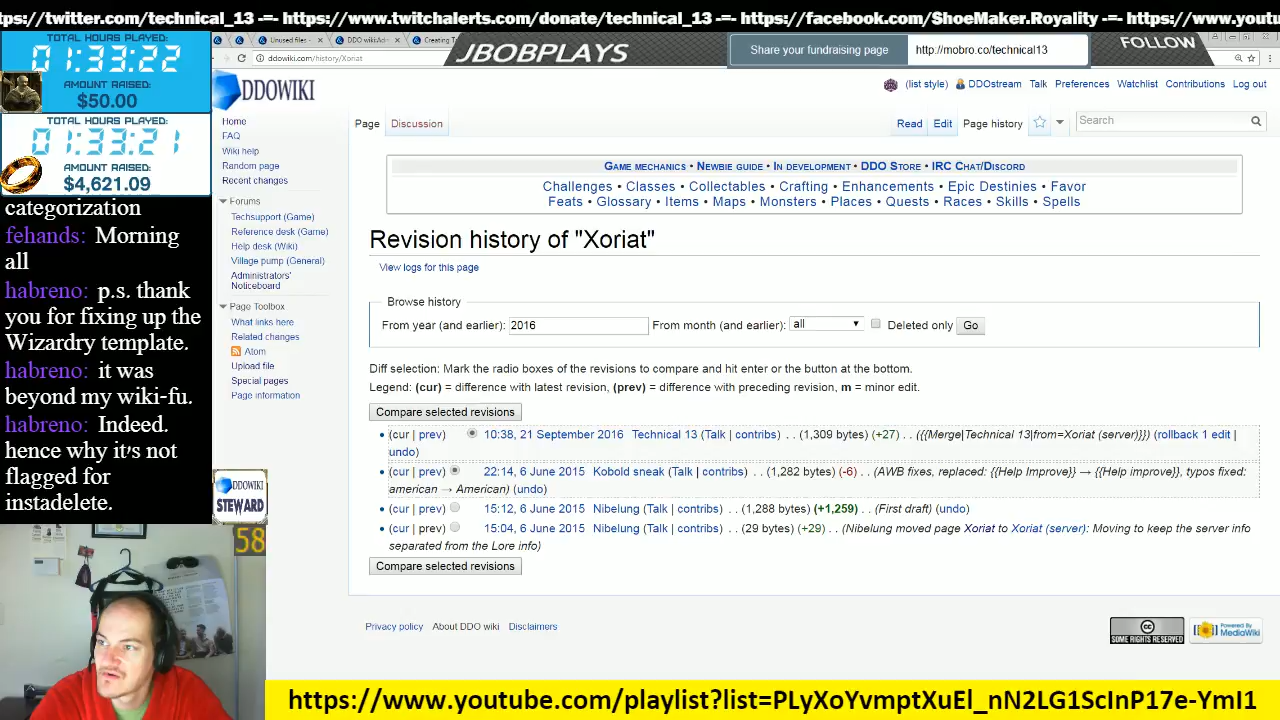 https://twitter.com/technical_13 -=- https://www.twitchalerts.com/donate/technical_13 -=- https://facebook.com/ShoeMaker.Royality -=- https://www.youtu
TOTAL HOURS PLAYED:
01:33:22
AMOUNT RAISED:
$50.00
TOTAL HOURS PLAYED:
01:33:21
AMOUNT RAISED:
$4,621.09
categorization
fehands: Morning
all
habreno: p.s. thank
you for fixing up the
Wizardry template.
habreno: it was
beyond my wiki-fu.
habreno: Indeed.
hence why it's not
flagged for
instadelete.
Unused files -
DDO wiki:Adm
Creating T
JBOBPLAYS
Share your fundraising page
http://mobro.co/technical13
FOLLOW
ddowiki.com/history/Xoriat
DDOWIKI
(list style) DDOstream Talk Preferences Watchlist Contributions Log out
Home
FAQ
Wiki help
Random page
Recent changes
Forums
Techsupport (Game)
Reference desk (Game)
Help desk (Wiki)
Village pump (General)
Administrators'
Noticeboard
Page Toolbox
What links here
Related changes
Atom
Upload file
Special pages
Page information
DDOWIKI
STEWARD
58
Page Discussion Read Edit Page history Search
Game mechanics • Newbie guide • In development • DDO Store • IRC Chat/Discord
Challenges • Classes • Collectables • Crafting • Enhancements • Epic Destinies • Favor
Feats • Glossary • Items • Maps • Monsters • Places • Quests • Races • Skills • Spells
Revision history of "Xoriat"
View logs for this page
Browse history
From year (and earlier): 2016 From month (and earlier): all Deleted only Go
Diff selection: Mark the radio boxes of the revisions to compare and hit enter or the button at the bottom.
Legend: (cur) = difference with latest revision, (prev) = difference with preceding revision, m = minor edit.
Compare selected revisions
(cur | prev) 10:38, 21 September 2016 Technical 13 (Talk | contribs) . . (1,309 bytes) (+27) . . ({{Merge|Technical 13|from=Xoriat (server)}}) (rollback 1 edit |
undo)
(cur | prev) 22:14, 6 June 2015 Kobold sneak (Talk | contribs) . . (1,282 bytes) (-6) . . (AWB fixes, replaced: {{Help Improve}} → {{Help improve}}, typos fixed:
american → American) (undo)
(cur | prev) 15:12, 6 June 2015 Nibelung (Talk | contribs) . . (1,288 bytes) (+1,259) . . (First draft) (undo)
(cur | prev) 15:04, 6 June 2015 Nibelung (Talk | contribs) . . (29 bytes) (+29) . . (Nibelung moved page Xoriat to Xoriat (server): Moving to keep the server info
separated from the Lore info)
Compare selected revisions
Privacy policy About DDO wiki Disclaimers
SOME RIGHTS RESERVED
Powered By
MediaWiki
https://www.youtube.com/playlist?list=PLyXoYvmptXuEl_nN2LG1ScInP17e-YmI1